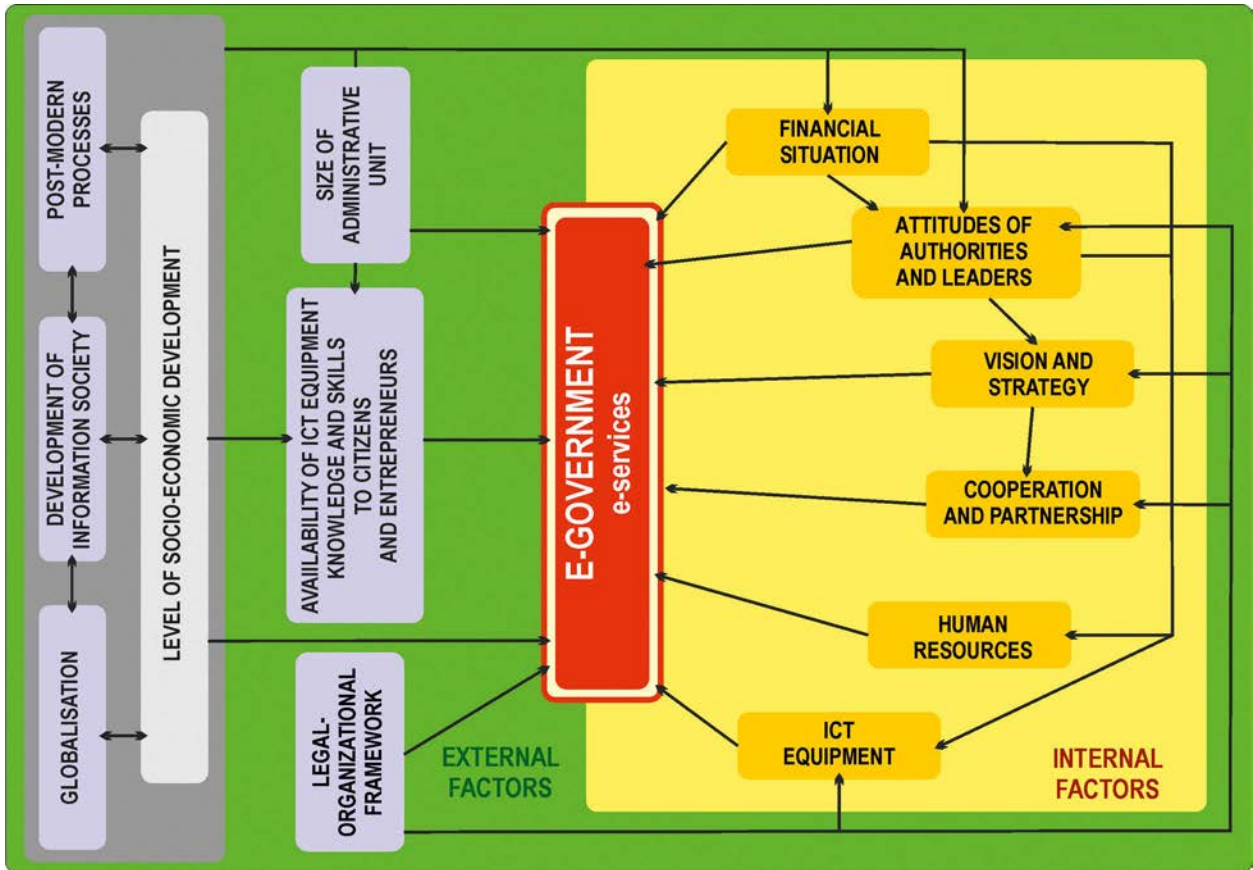 POST-MODERN
PROCESSES
DEVELOPMENT OF
INFORMATION SOCIETY
GLOBALISATION
LEVEL OF SOCIO-ECONOMIC DEVELOPMENT
SIZE OF
ADMINISTRATIVE
UNIT
AVAIILABILITY OF ICT EQUIPMENT
KNOWLEDGE AND SKILLS
TO CITIZENS
AND ENTREPRENEURS
LEGAL-
ORGANIZATIONAL
FRAMEWORK
EXTERNAL
FACTORS
E-GOVERNMENT
e-services
FINANCIAL
SITUATION
ATTITUDES OF
AUTHORITIES
AND LEADERS
VISION AND
STRATEGY
COOPERATION
AND PARTNERSHIP
HUMAN
RESOURCES
ICT
EQUIPMENT
INTERNAL
FACTORS